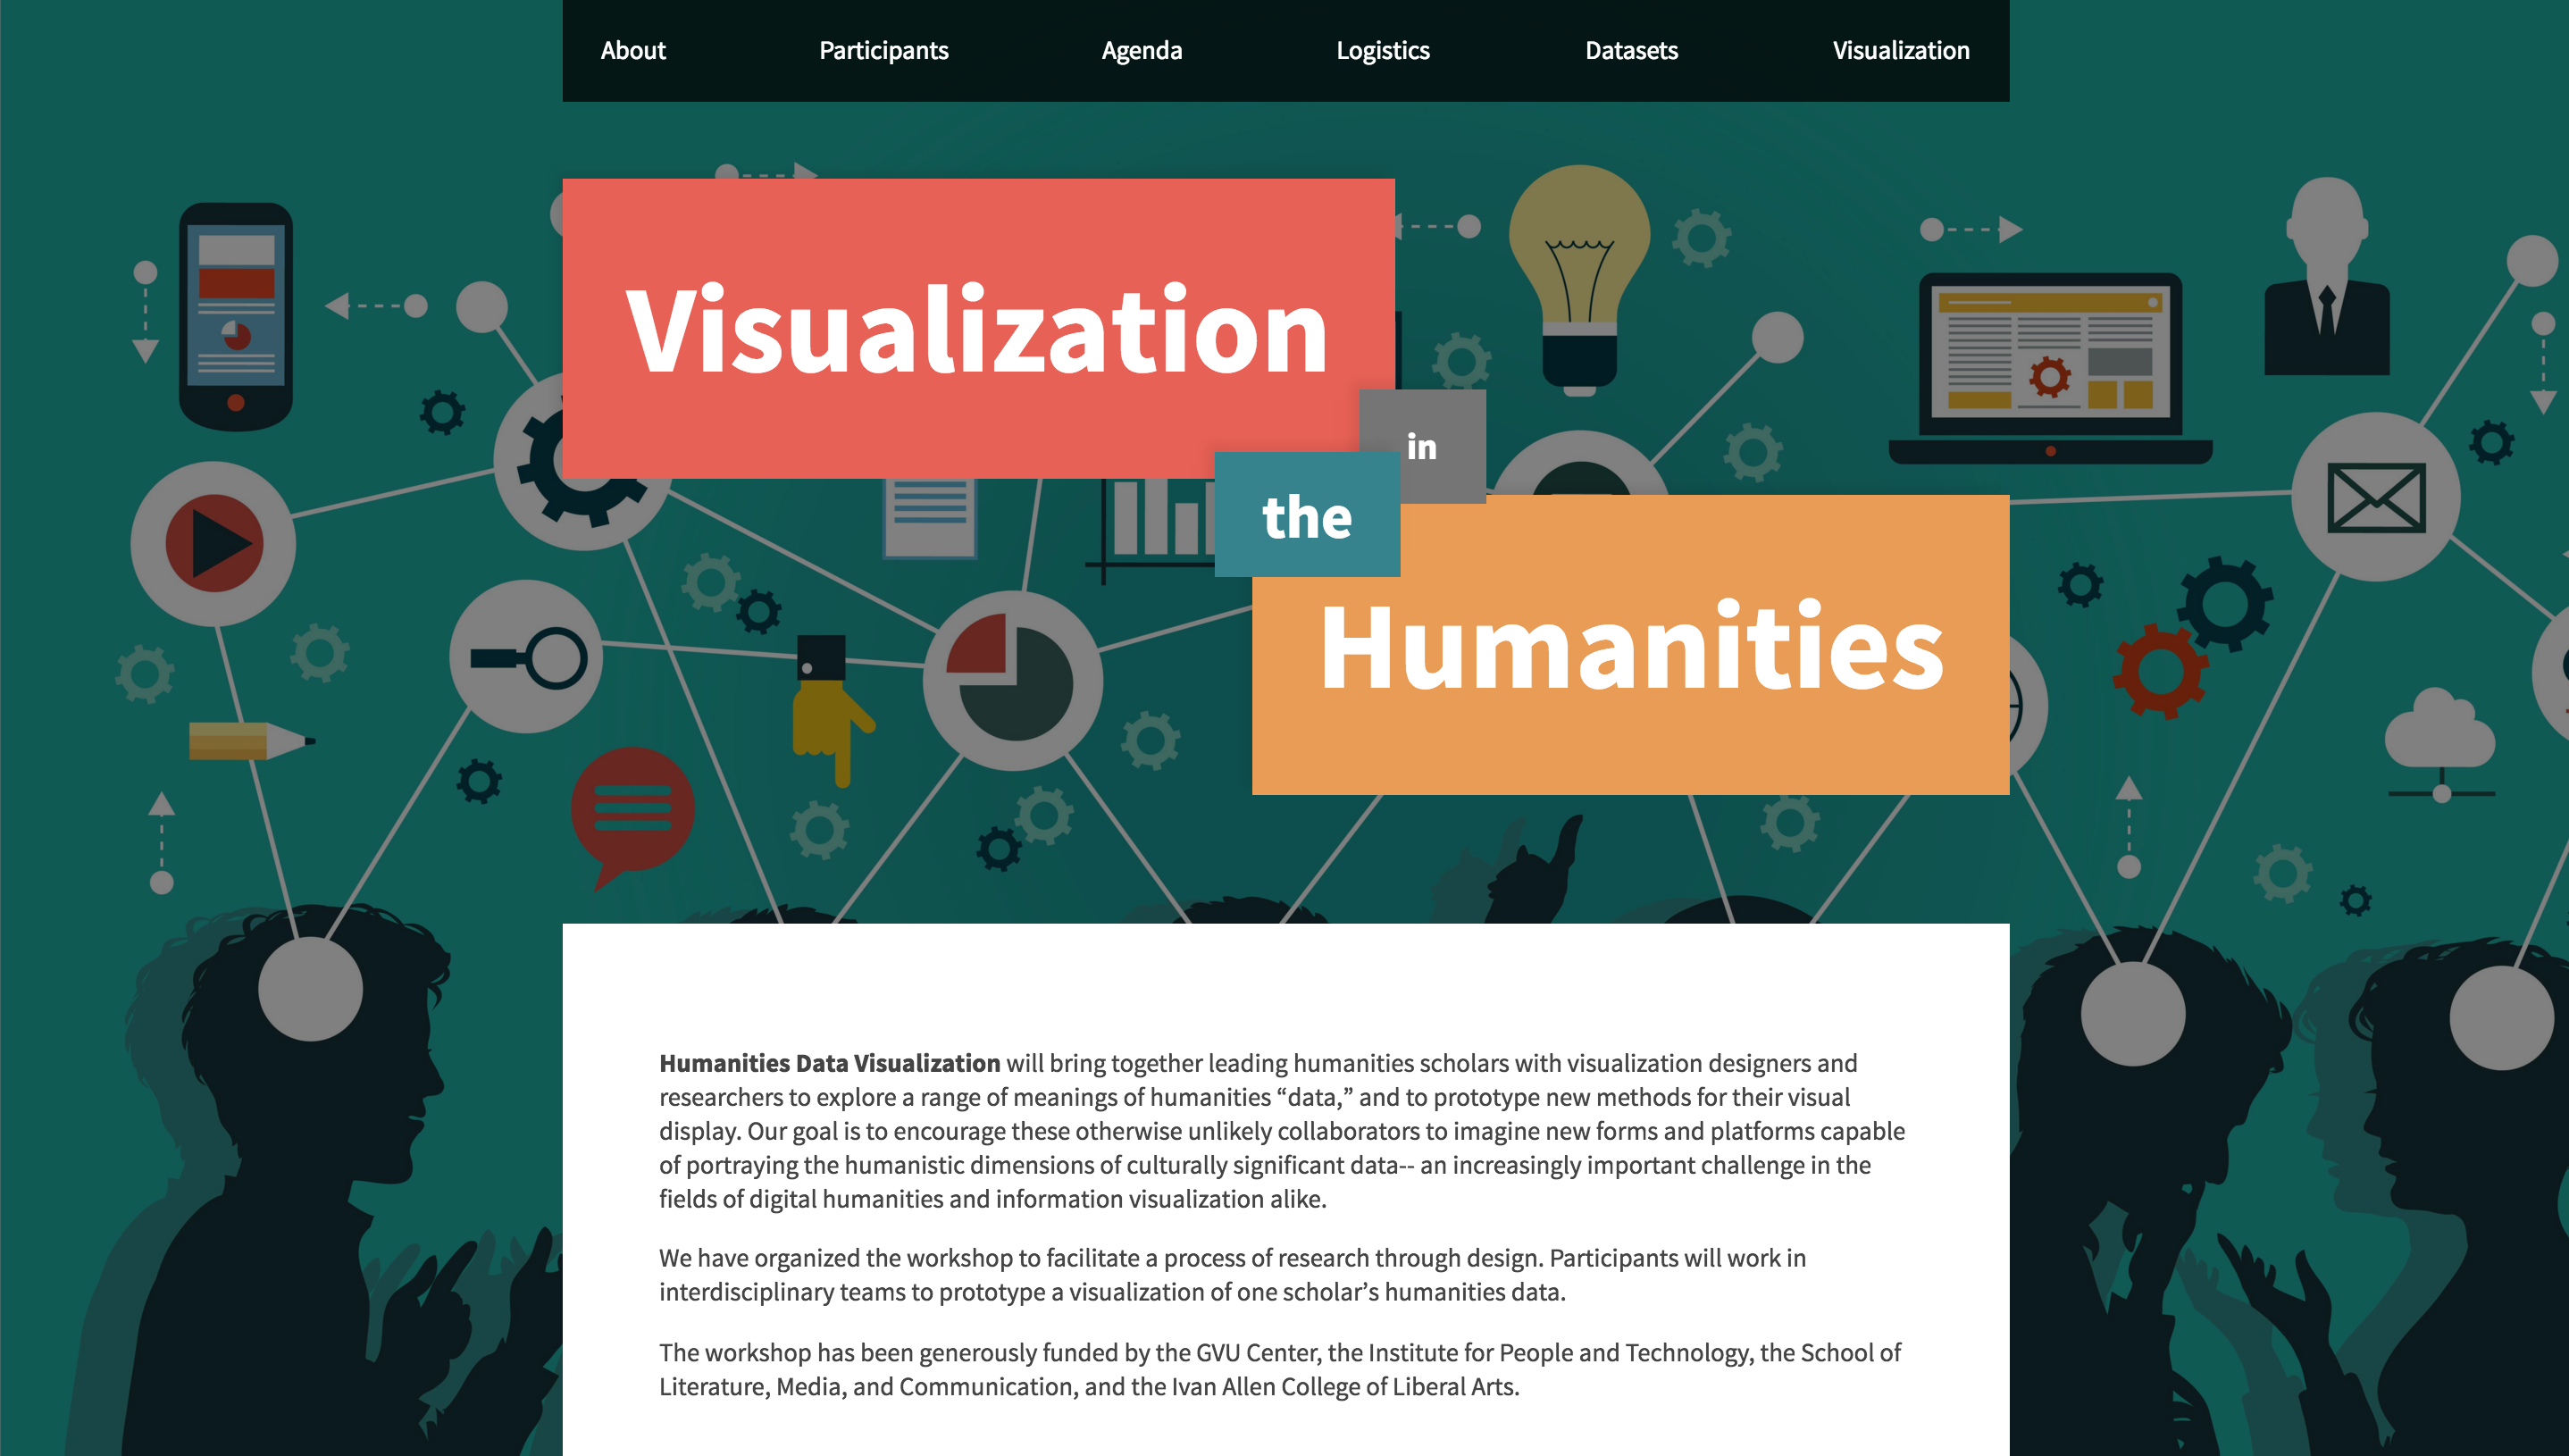 About Participants Agenda Logistics Datasets Visualization
Visualization
in
the
Humanities
Humanities Data Visualization will bring together leading humanities scholars with visualization designers and
researchers to explore a range of meanings of humanities “data,” and to prototype new methods for their visual
display. Our goal is to encourage these otherwise unlikely collaborators to imagine new forms and platforms capable
of portraying the humanistic dimensions of culturally significant data-- an increasingly important challenge in the
fields of digital humanities and information visualization alike.
We have organized the workshop to facilitate a process of research through design. Participants will work in
interdisciplinary teams to prototype a visualization of one scholar’s humanities data.
The workshop has been generously funded by the GVU Center, the Institute for People and Technology, the School of
Literature, Media, and Communication, and the Ivan Allen College of Liberal Arts.